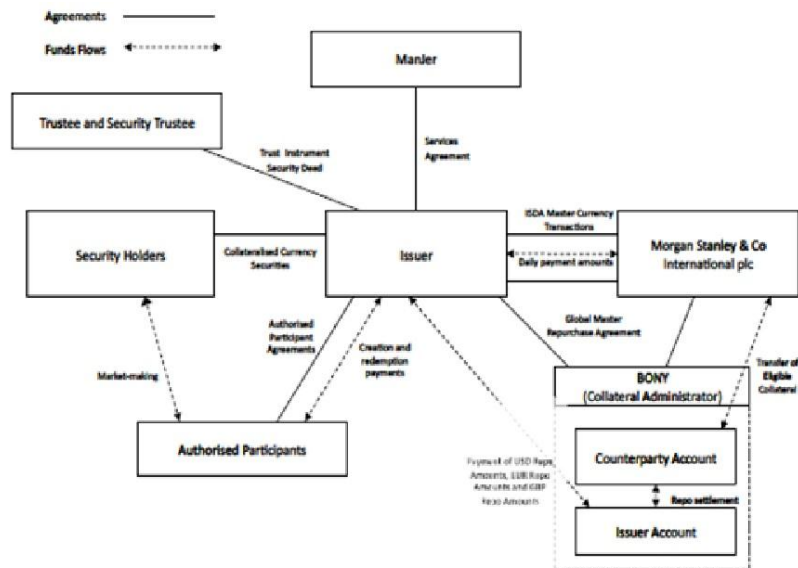 Agreements
Funds Flows
ManJer
Trustee and Security Trustee
Services
Agreement
Trust Instrument
Security Deed
Security Holders
Collateralised Currency
Securities
Issuer
ISDA Master Currency
Transactions
Daily payment amounts
Morgan Stanley & Co
International plc
Authorised
Participant
Agreements
Creation and
redemption
payments
Global Master
Repurchase Agreement
Market-making
Transfer of
Eligible
Collateral
BONY
(Collateral Administrator)
Authorised Participants
Counterparty Account
Payment of USD Repo
Amounts, EUR Repo
Amounts and GBP
Repo Amounts
Repo settlement
Issuer Account